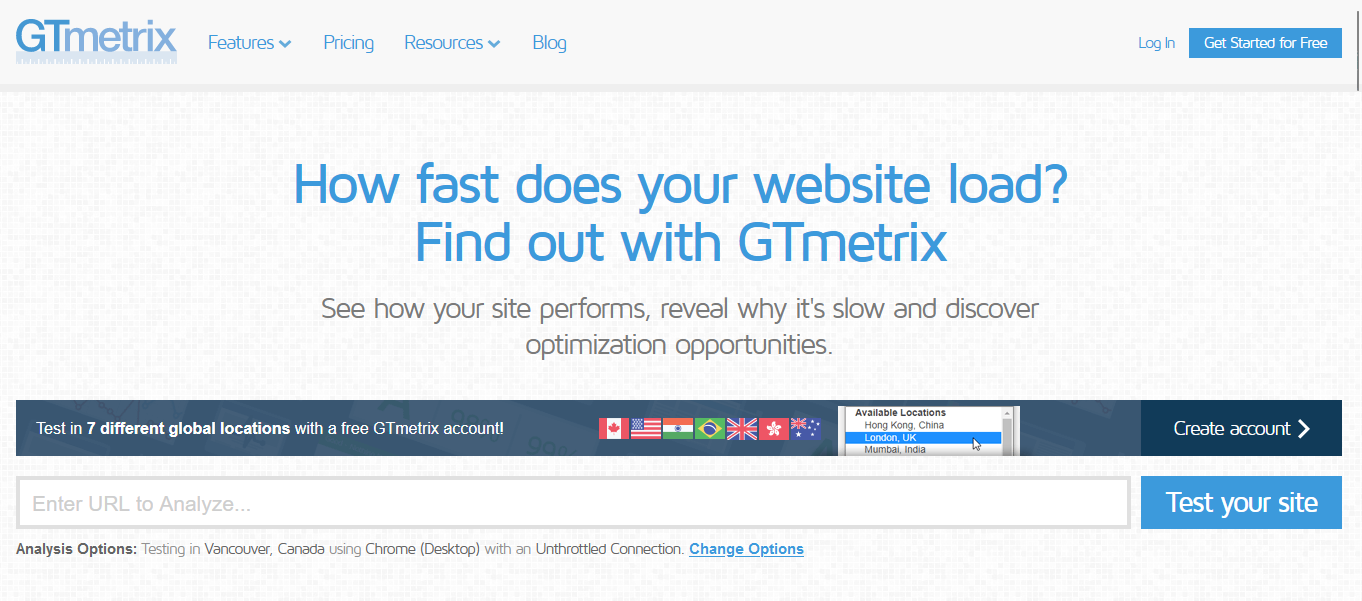 GTmetrix
Features
Pricing
Resources
Blog
Log In
Get Started for Free
How fast does your website load?
Find out with GTmetrix
See how your site performs, reveal why it's slow and discover
optimization opportunities.
Test in 7 different global locations with a free GTmetrix account!
Available Locations
Hong Kong, China
London, UK
Mumbai, India
Create account
Enter URL to Analyze...
Test your site
Analysis Options: Testing in Vancouver, Canada using Chrome (Desktop) with an Unthrottled Connection. Change Options